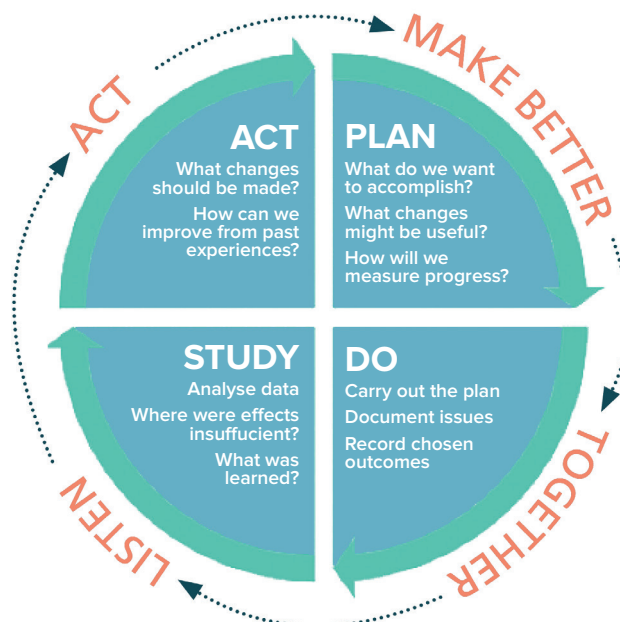 ACT
MAKE BETTER
ACT
What changes
should be made?
How can we
improve from past
experiences?
PLAN
What do we want
to accomplish?
What changes
might be useful?
How will we
measure progress?
STUDY
Analyse data
Where were effects
insuffucient?
What was
learned?
DO
Carry out the plan
Document issues
Record chosen
outcomes
LISTEN
TOGETHER